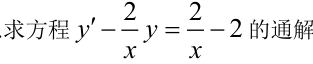 求方程 y′ − 2/x y = 2/x − 2 的通解